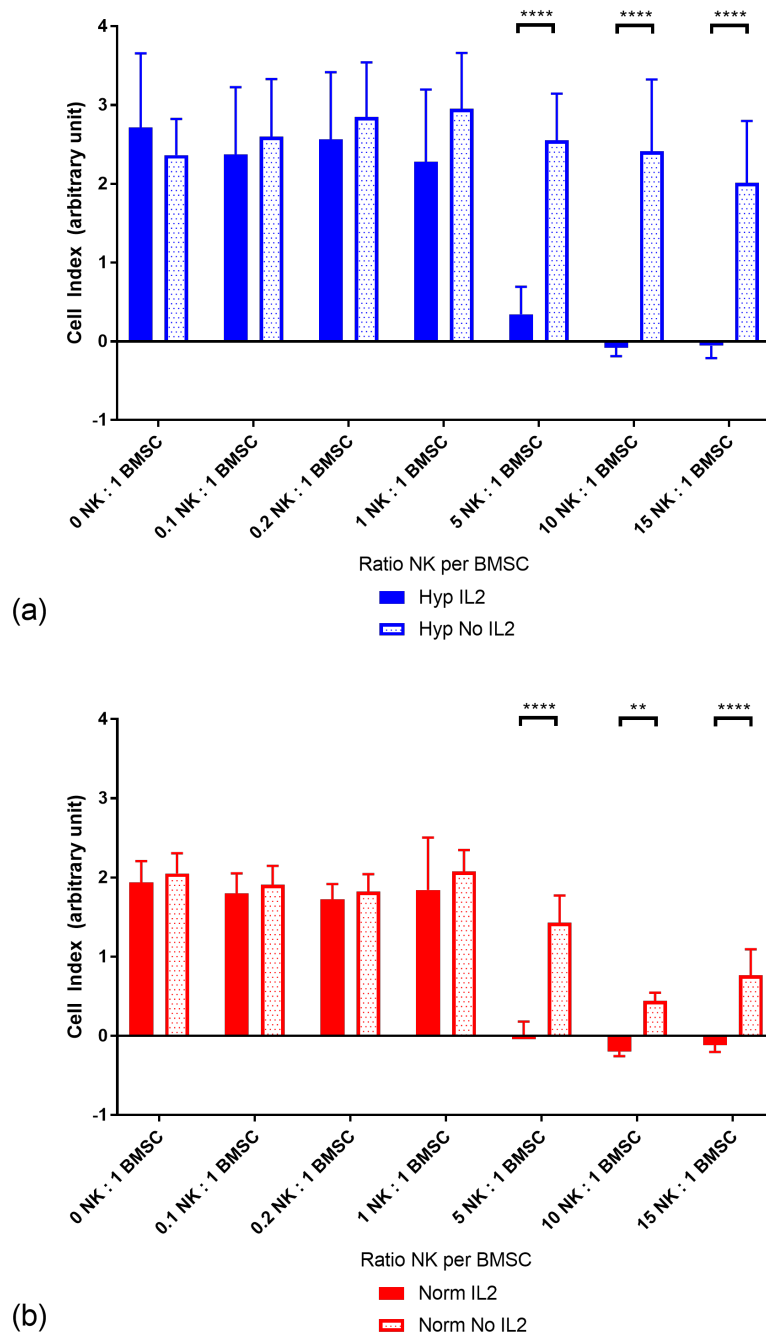 **** **** ****
4
3
2
1
0
-1
Cell Index (arbitrary unit)
0 NK : 1 BMSC
0.1 NK : 1 BMSC
0.2 NK : 1 BMSC
1 NK : 1 BMSC
5 NK : 1 BMSC
10 NK : 1 BMSC
15 NK : 1 BMSC
Ratio NK per BMSC
Hyp IL2
Hyp No IL2
(a)
**** ** ****
4
3
2
1
0
-1
Cell Index (arbitrary unit)
0 NK : 1 BMSC
0.1 NK : 1 BMSC
0.2 NK : 1 BMSC
1 NK : 1 BMSC
5 NK : 1 BMSC
10 NK : 1 BMSC
15 NK : 1 BMSC
Ratio NK per BMSC
Norm IL2
Norm No IL2
(b)